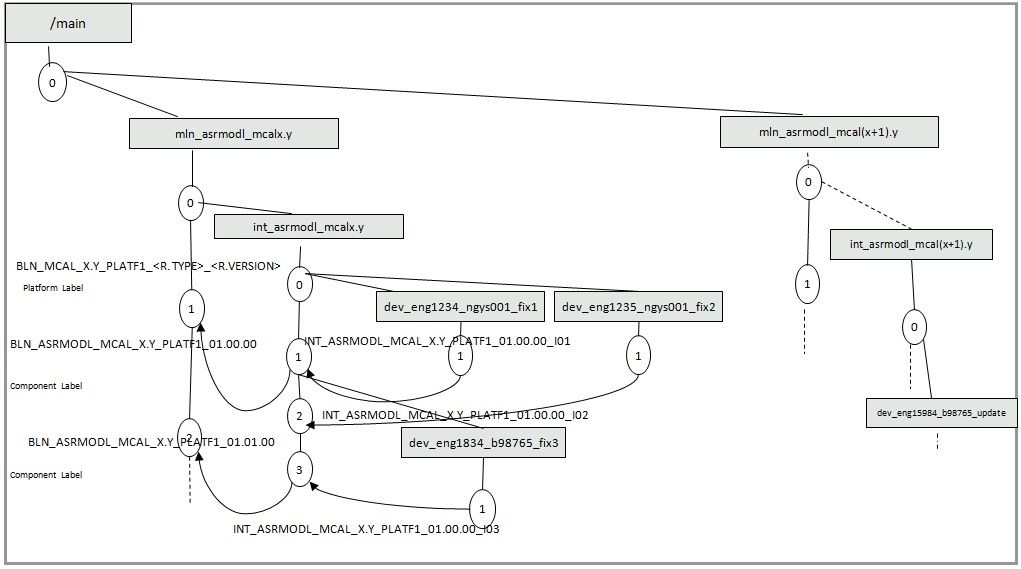 /main
0
mln_asrmodl_mcalx.y
mln_asrmodl_mcal(x+1).y
0
0
int_asrmodl_mcalx.y
int_asrmodl_mcal(x+1).y
BLN_MCAL_X.Y_PLATF1_<R.TYPE>_<R.VERSION>
Platform Label
0
1
1
dev_eng1234_ngys001_fix1
dev_eng1235_ngys001_fix2
0
BLN_ASRMODL_MCAL_X.Y_PLATF1_01.00.00
INT_ASRMODL_MCAL_X.Y_PLATF1_01.00.00_I01
1
1
1
Component Label
2
INT_ASRMODL_MCAL_X.Y_PLATF1_01.00.00_I02
dev_eng15984_b98765_update
BLN_ASRMODL_MCAL_X.Y_PLATF1_01.01.00
2
dev_eng1834_b98765_fix3
Component Label
3
1
INT_ASRMODL_MCAL_X.Y_PLATF1_01.00.00_I03